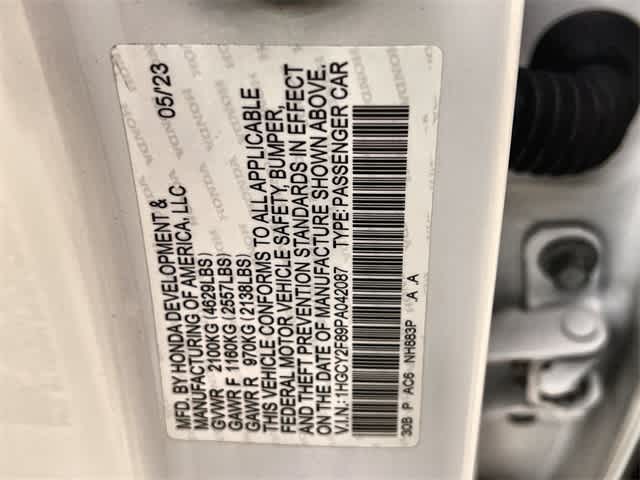 MFD. BY HONDA DEVELOPMENT & 05/'23
MANUFACTURING OF AMERICA, LLC
GVWR 2100KG (4629LBS)
GAWR F 1160KG (2557LBS)
GAWR R 970KG (2138LBS)
THIS VEHICLE CONFORMS TO ALL APPLICABLE
FEDERAL MOTOR VEHICLE SAFETY, BUMPER,
AND THEFT PREVENTION STANDARDS IN EFFECT
ON THE DATE OF MANUFACTURE SHOWN ABOVE.
V.I.N.: 1HGCY2F89PA042087 TYPE: PASSENGER CAR
30B P AC6 NH883P A A